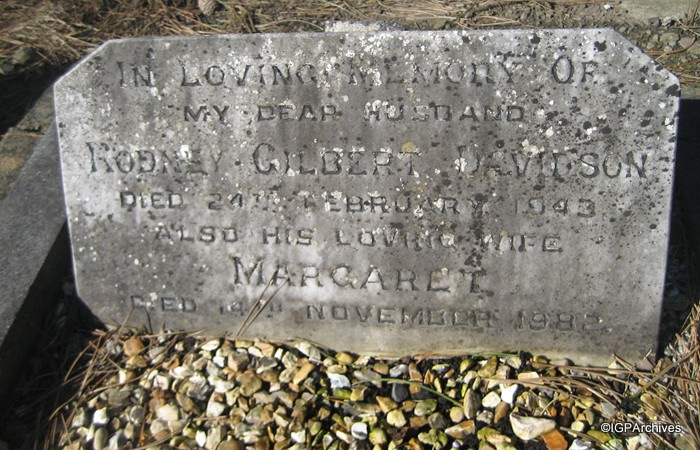 IN LOVING MEMORY OF
MY DEAR HUSBAND
RODNEY GILBERT DAVIDSON
DIED 24TH FEBRUARY 1943
ALSO HIS LOVING WIFE
MARGARET
DIED 14TH NOVEMBER 1982
©IGPArchives